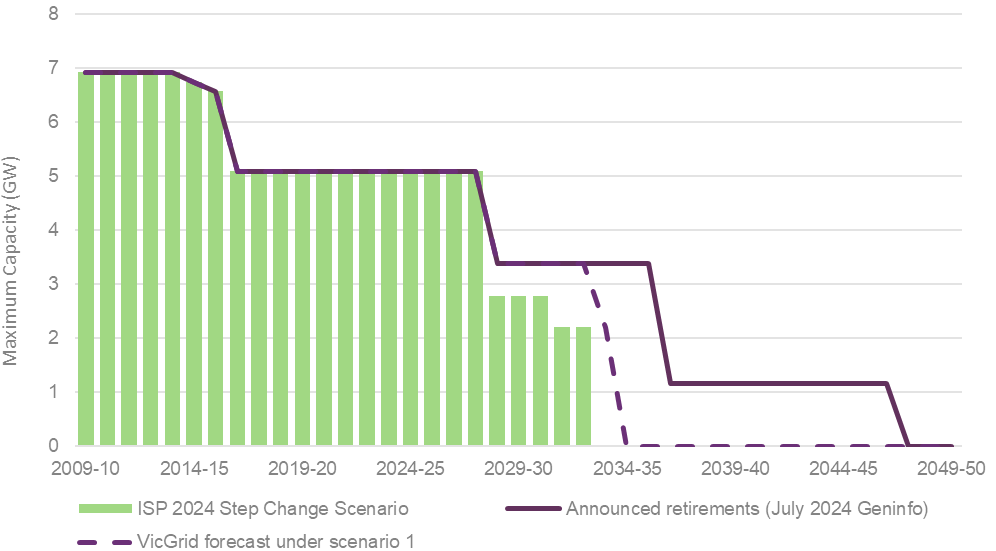 Maximum Capacity (GW)
8
7
6
5
4
3
2
1
0
2009-10 2014-15 2019-20 2024-25 2029-30 2034-35 2039-40 2044-45 2049-50
ISP 2024 Step Change Scenario Announced retirements (July 2024 Geninfo)
VicGrid forecast under scenario 1